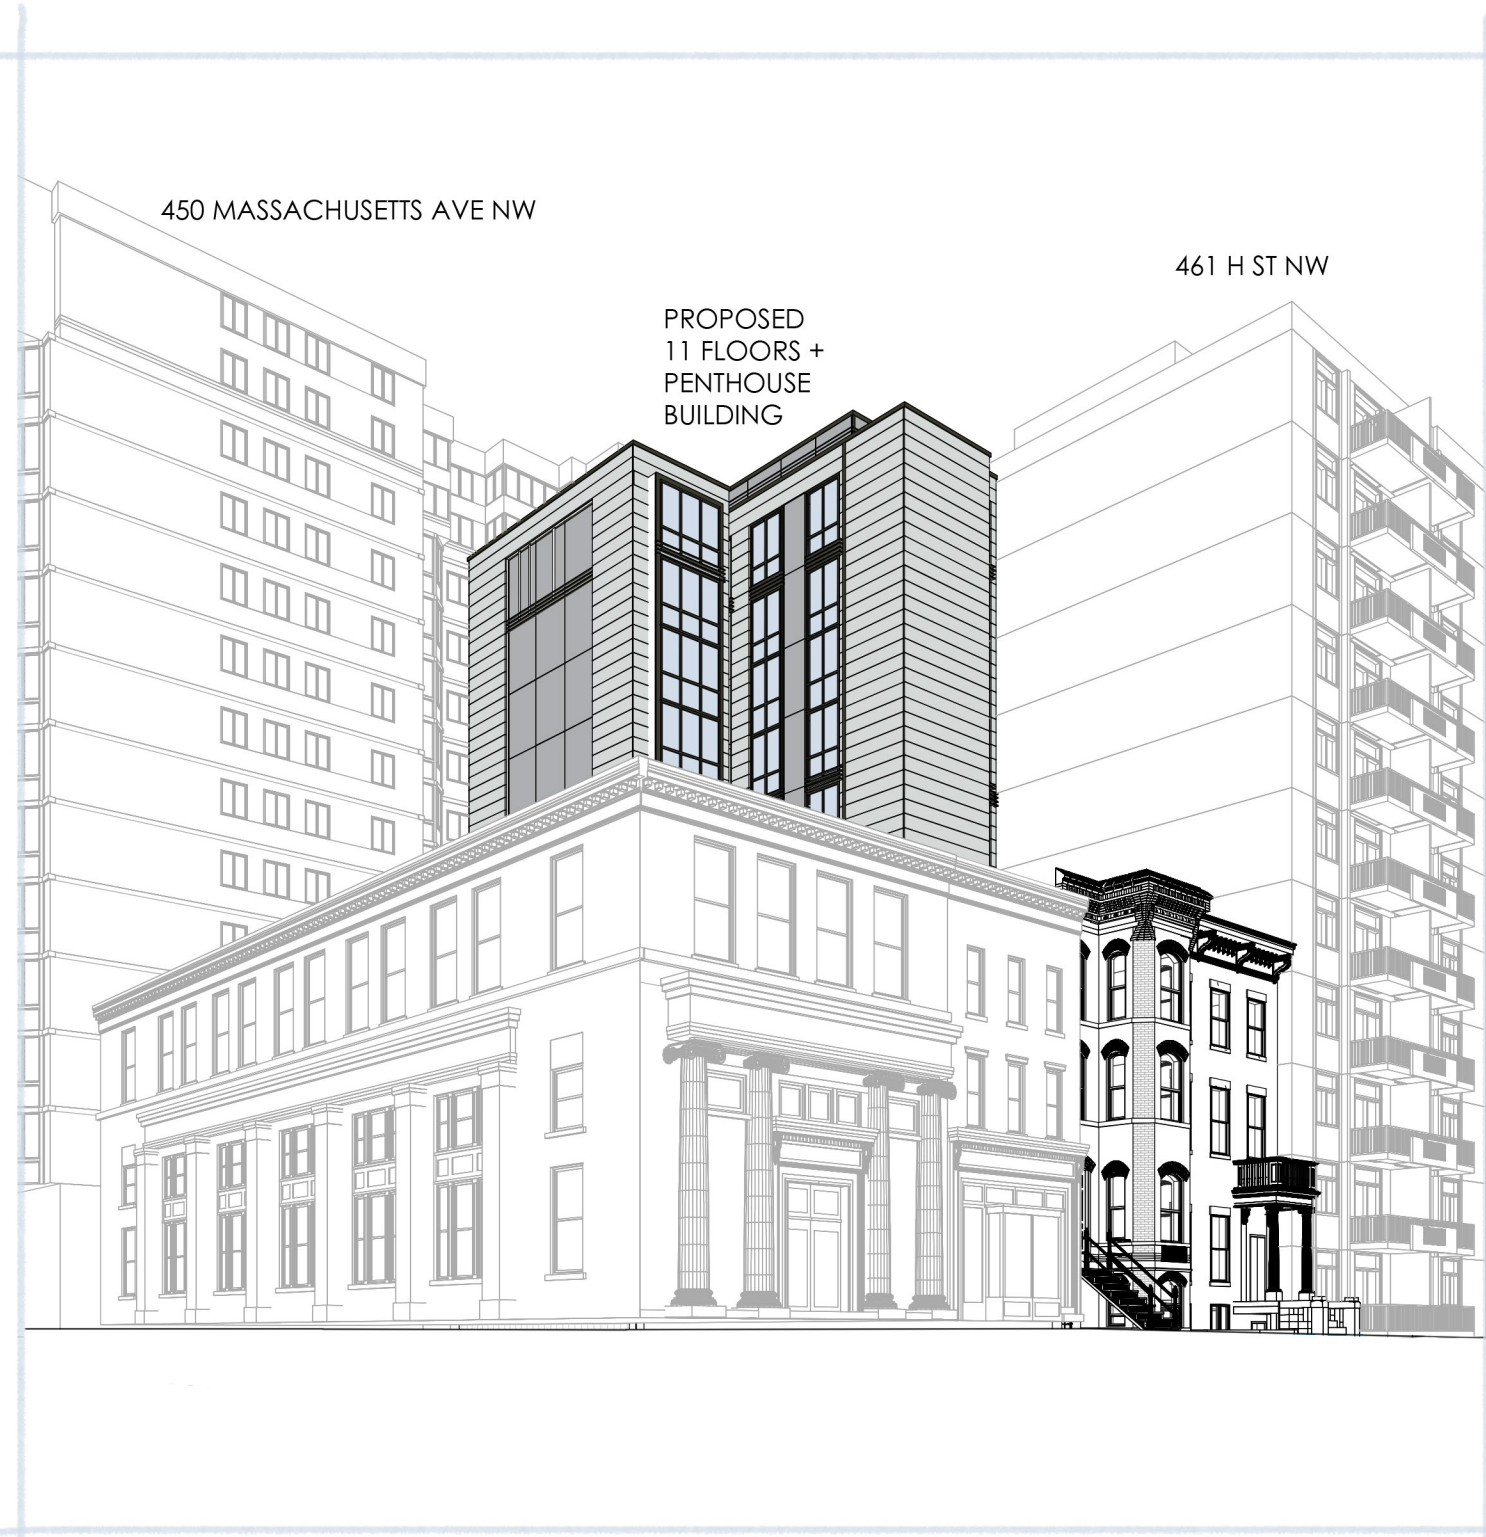 450 MASSACHUSETTS AVE NW
461 H ST NW
PROPOSED
11 FLOORS +
PENTHOUSE
BUILDING